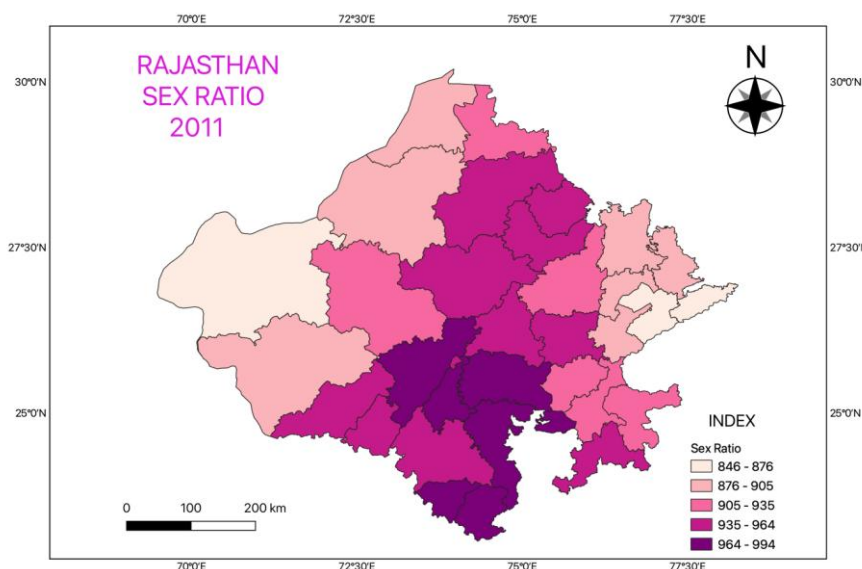 70°0'E 72°30'E 75°0'E 77°30'E
RAJASTHAN
SEX RATIO
2011
N
30°0'N 30°0'N
27°30'N 27°30'N
25°0'N 25°0'N
INDEX
Sex Ratio
846 - 876
876 - 905
905 - 935
935 - 964
964 - 994
0 100 200 km
70°0'E 72°30'E 75°0'E 77°30'E